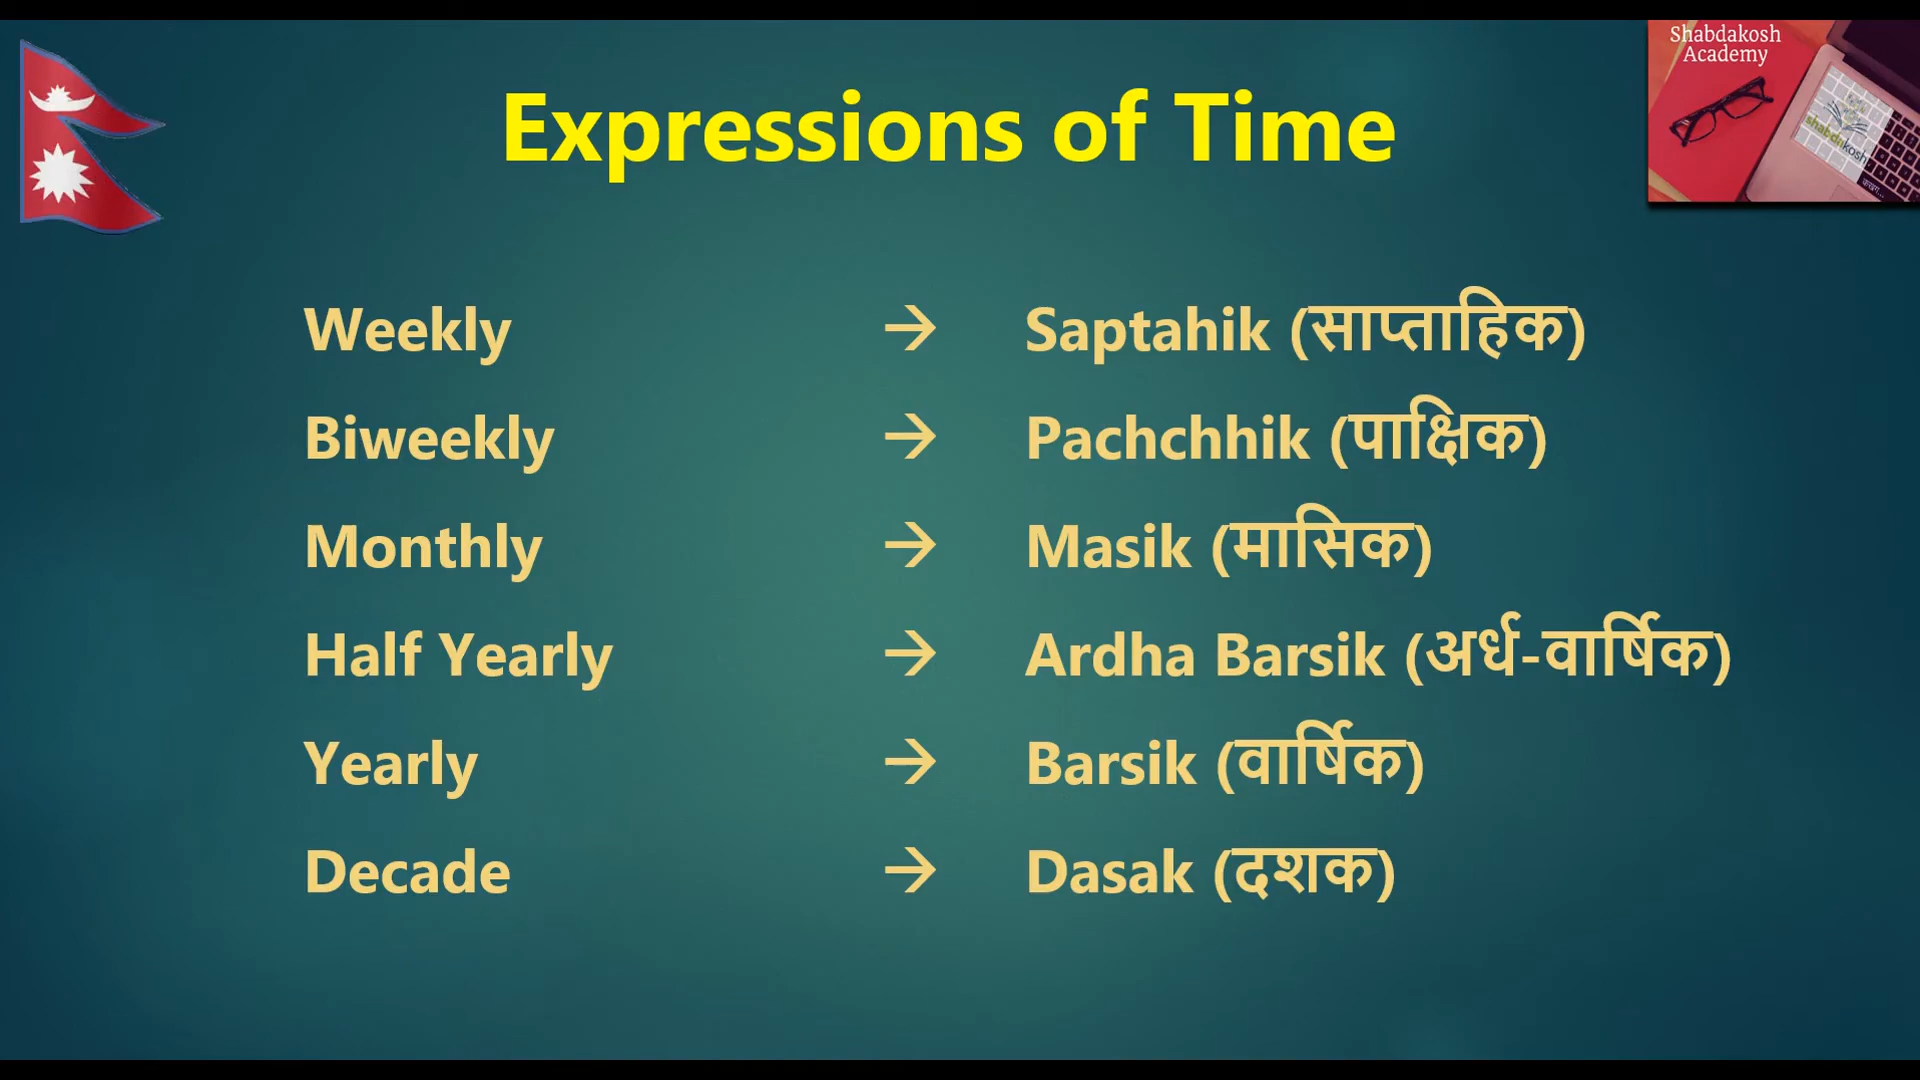 Shabdakosh
Academy
Expressions of Time
Weekly → Saptahik (साप्ताहिक)
Biweekly → Pachchhik (पाक्षिक)
Monthly → Masik (मासिक)
Half Yearly → Ardha Barsik (अर्ध-वार्षिक)
Yearly → Barsik (वार्षिक)
Decade → Dasak (दशक)
shabdakosh